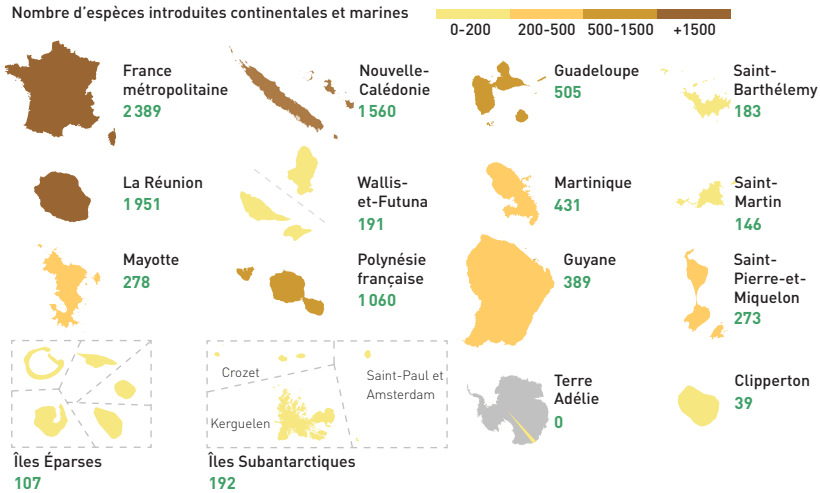 Nombre d'espèces introduites continentales et marines
0-200
200-500
500-1500
+1500
France
métropolitaine
2 389
Nouvelle-
Calédonie
1 560
Guadeloupe
505
Saint-
Barthélemy
183
La Réunion
1 951
Wallis-
et-Futuna
191
Martinique
431
Saint-
Martin
146
Mayotte
278
Polynésie
française
1 060
Guyane
389
Saint-
Pierre-et-
Miquelon
273
Crozet
Saint-Paul et
Amsterdam
Kerguelen
Terre
Adélie
0
Clipperton
39
Îles Éparses
107
Îles Subantarctiques
192